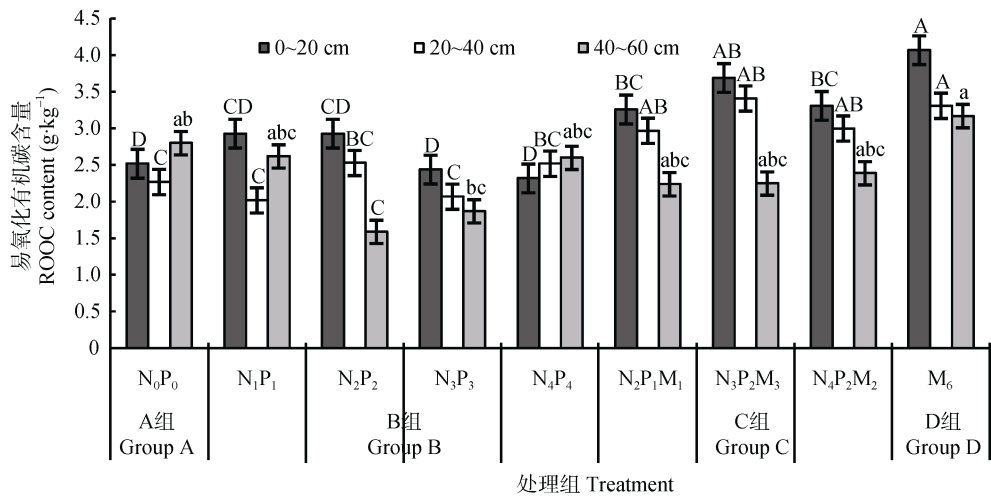 4.5
4.0
3.5
3.0
2.5
2.0
1.5
1.0
0.5
0
易氧化有机碳含量
ROOC content (g·kg⁻¹)
0~20 cm 20~40 cm 40~60 cm
D C ab
CD C abc
CD BC C
D C bc
D BC abc
BC AB abc
AB AB abc
BC AB abc
A A a
N₀P₀ N₁P₁ N₂P₂ N₃P₃ N₄P₄ N₂P₁M₁ N₃P₂M₃ N₄P₂M₂ M₆
A组 B组 C组 D组
Group A Group B Group C Group D
处理组 Treatment